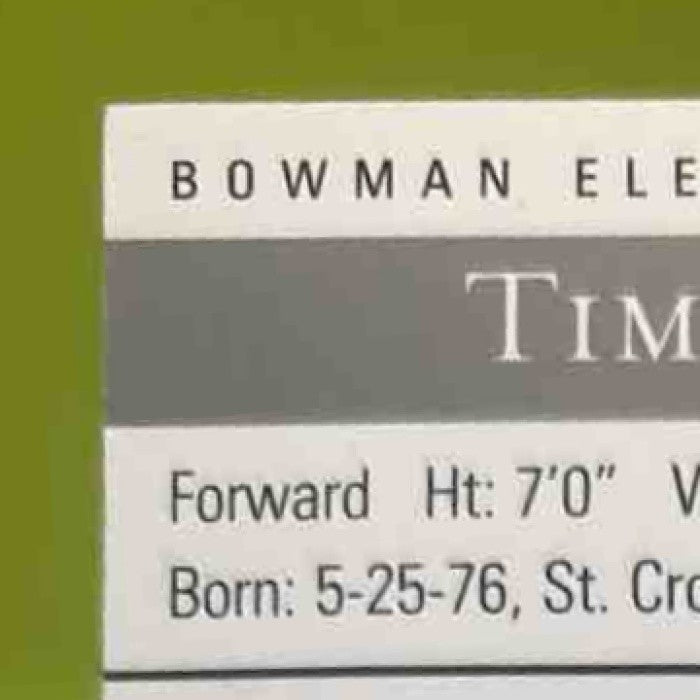 BOWMAN ELE
TIM
Forward Ht: 7'0"
Born: 5-25-76, St. Cro